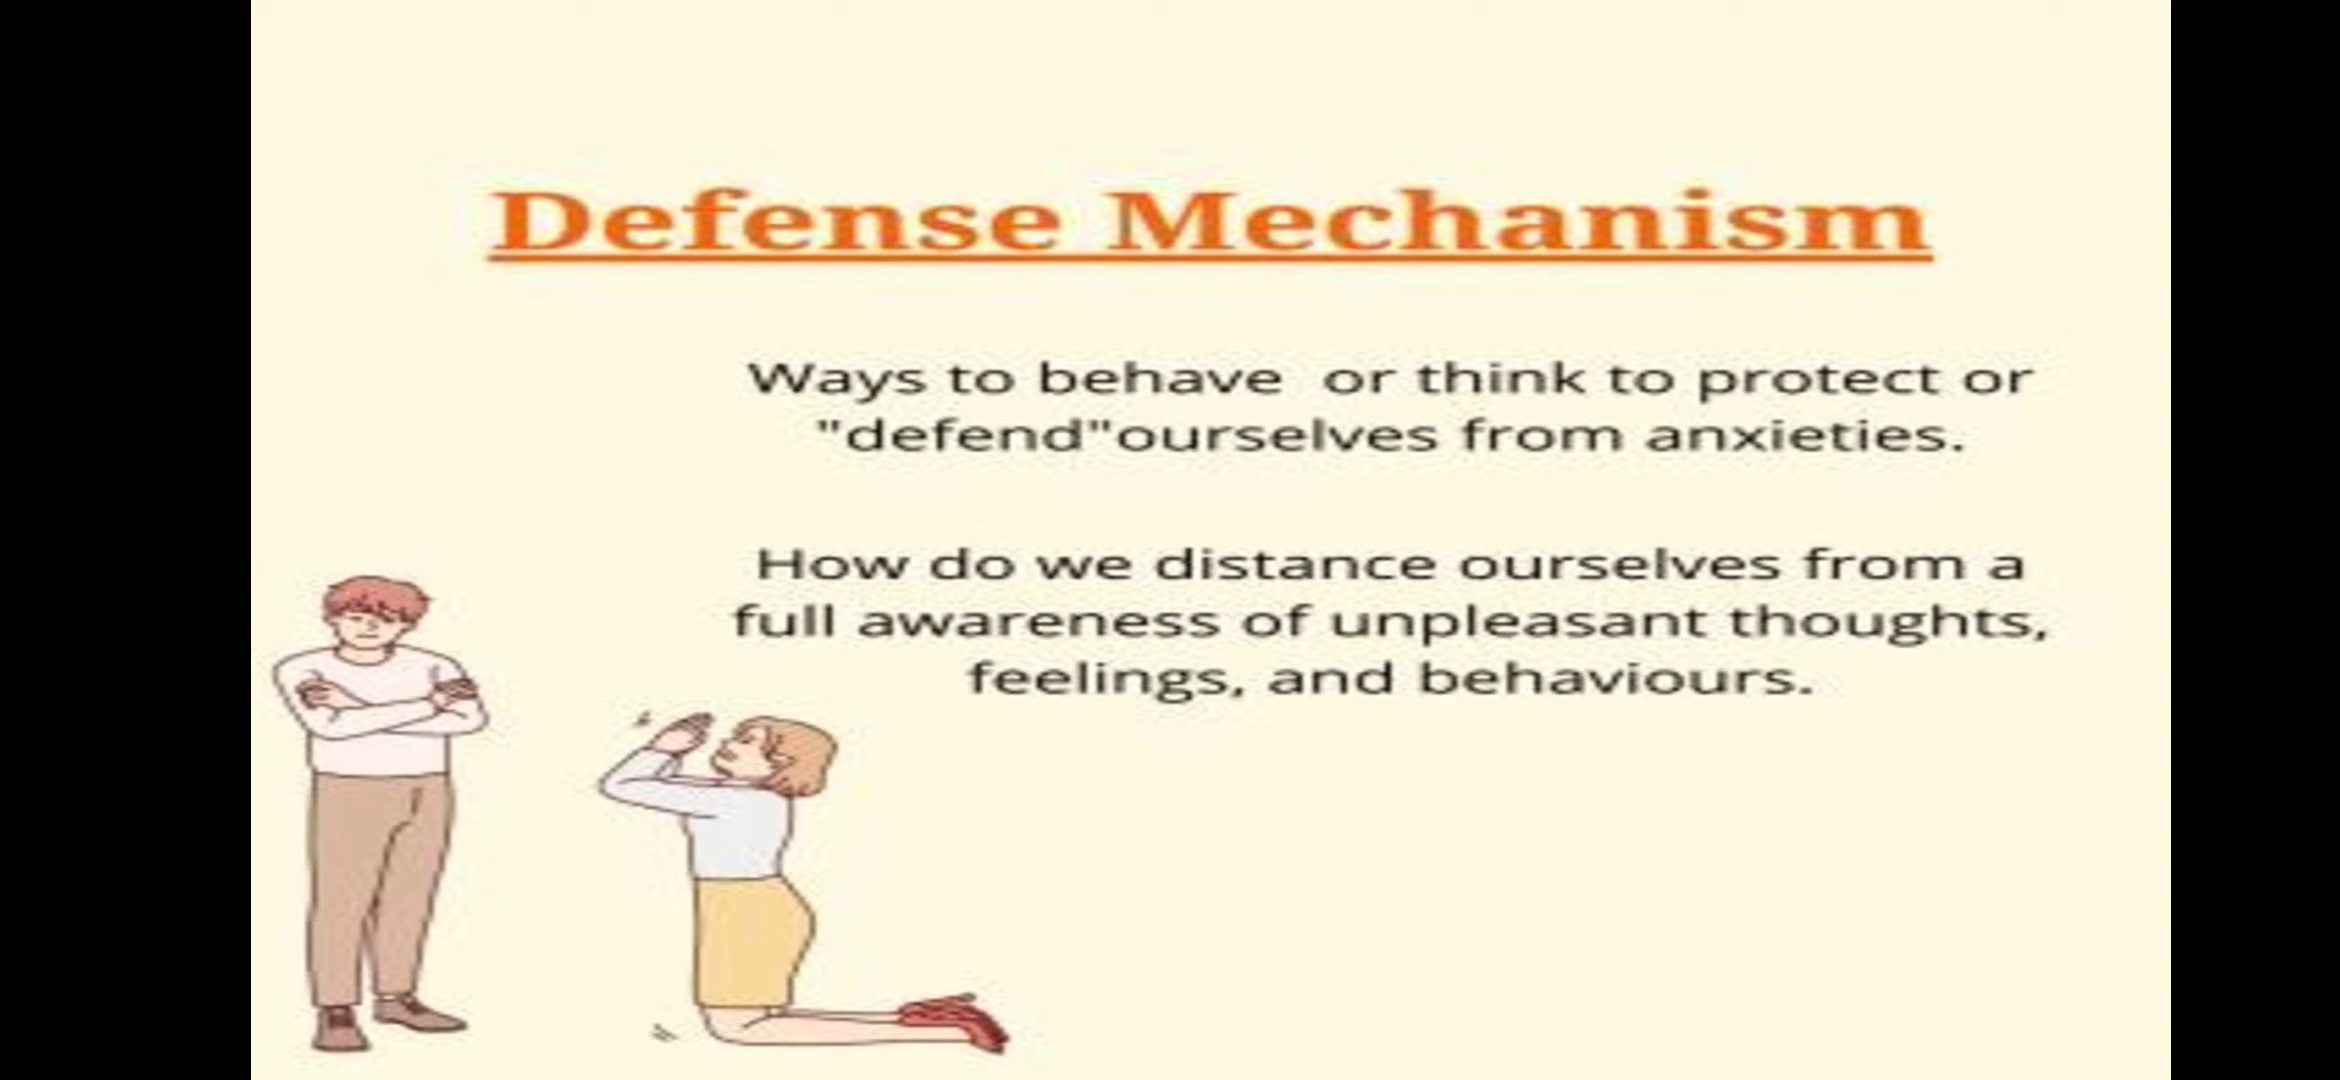 Defense Mechanism
Ways to behave  or think to protect or
"defend"ourselves from anxieties.
How do we distance ourselves from a
full awareness of unpleasant thoughts,
feelings, and behaviours.